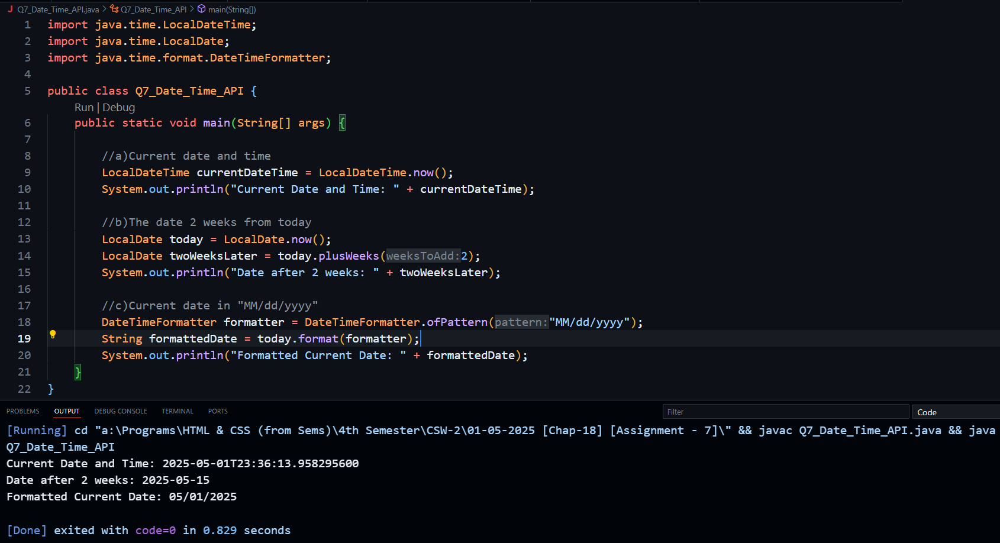 J Q7_Date_Time_API.java > Q7_Date_Time_API > main(String[])
1 import java.time.LocalDateTime;
2 import java.time.LocalDate;
3 import java.time.format.DateTimeFormatter;
4
5 public class Q7_Date_Time_API {
Run | Debug
6 public static void main(String[] args) {
7
8 //a)Current date and time
9 LocalDateTime currentDateTime = LocalDateTime.now();
10 System.out.println("Current Date and Time: " + currentDateTime);
11
12 //b)The date 2 weeks from today
13 LocalDate today = LocalDate.now();
14 LocalDate twoWeeksLater = today.plusWeeks(weeksToAdd:2);
15 System.out.println("Date after 2 weeks: " + twoWeeksLater);
16
17 //c)Current date in "MM/dd/yyyy"
18 DateTimeFormatter formatter = DateTimeFormatter.ofPattern(pattern:"MM/dd/yyyy");
19 String formattedDate = today.format(formatter);
20 System.out.println("Formatted Current Date: " + formattedDate);
21 }
22 }
PROBLEMS OUTPUT DEBUG CONSOLE TERMINAL PORTS Filter Code
[Running] cd "a:\Programs\HTML & CSS (from Sems)\4th Semester\CSW-2\01-05-2025 [Chap-18] [Assignment - 7]\" && javac Q7_Date_Time_API.java && java
Q7_Date_Time_API
Current Date and Time: 2025-05-01T23:36:13.958295600
Date after 2 weeks: 2025-05-15
Formatted Current Date: 05/01/2025
[Done] exited with code=0 in 0.829 seconds